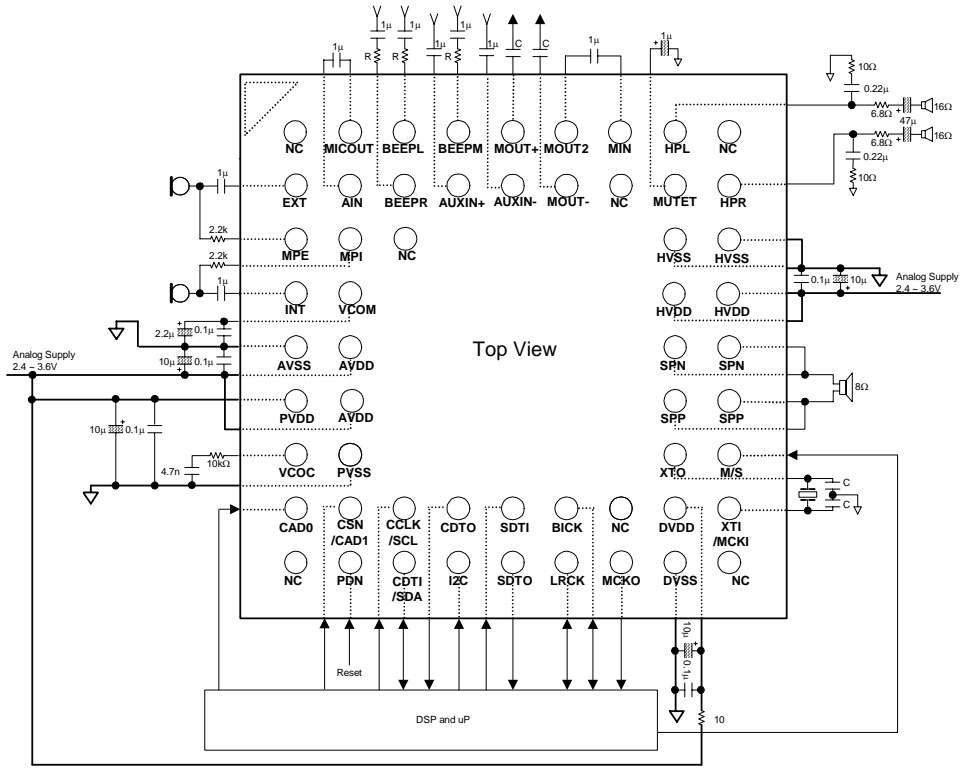 1µ 1µ 1µ 1µ 1µ C C 1µ 1µ
1µ R R R
10Ω
0.22µ
6.8Ω 16Ω
47µ
6.8Ω 16Ω
0.22µ
10Ω
NC MICOUT BEEPL BEEPM MOUT+ MOUT2 MIN HPL NC
1µ
EXT AIN BEEPR AUXIN+ AUXIN- MOUT- NC MUTET HPR
2.2k
MPE MPI NC HVSS HVSS
2.2k
1µ
0.1µ 10µ
Analog Supply
2.4 ~ 3.6V
INT VCOM HVDD HVDD
2.2µ 0.1µ
Top View
Analog Supply
2.4 ~ 3.6V
10µ 0.1µ
AVSS AVDD SPN SPN
8Ω
PVDD AVDD SPP SPP
10µ 0.1µ
10kΩ
4.7n
VCOC PVSS XTO M/S
C
C
CAD0 CSN CCLK CDTO SDTI BICK NC DVDD XTI
/CAD1 /SCL /MCKI
NC PDN CDTI I2C SDTO LRCK MCKO DVSS NC
/SDA
10µ
0.1µ
Reset
DSP and uP
10